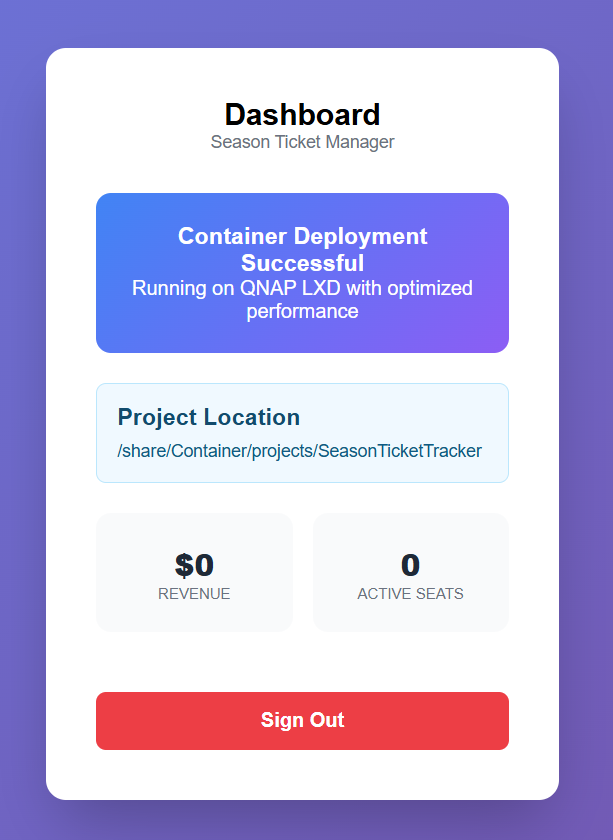 Dashboard
Season Ticket Manager
Container Deployment
Successful
Running on QNAP LXD with optimized
performance
Project Location
/share/Container/projects/SeasonTicketTracker
$0
REVENUE
0
ACTIVE SEATS
Sign Out